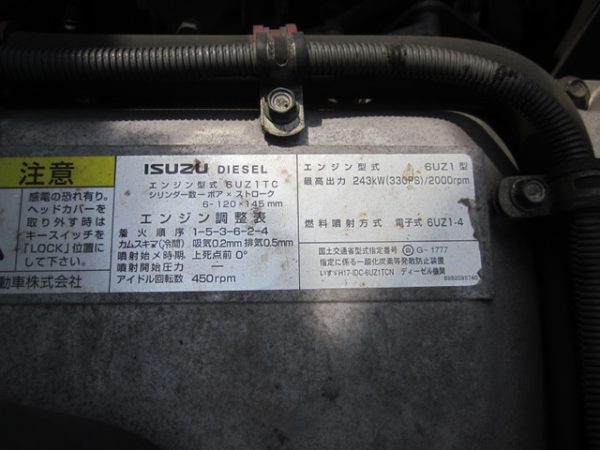 注意
感電の恐れ有り。
ヘッドカバーを
取り外す時は
キースイッチを
「LOCK」位置に
して下さい。
動車株式会社
ISUZU DIESEL
エンジン型式 6UZ1TC
シリンダー数ーボア×ストローク
6-120×145mm
エンジン調整表
着火順序 1-5-3-6-2-4
カムスキマ(冷間) 吸気0.2mm 排気0.5mm
噴射始メ時期 上死点前0°
噴射開始圧力 ―
アイドル回転数 450rpm
エンジン型式 6UZ1型
最高出力 243kW(330PS)/2000rpm
燃料噴射方式 電子式 6UZ1-4
国土交通省型式指定番号 G-1777
指定に係る一酸化炭素等発散防止装置
いすゞH17-IDC-6UZ1TCN ディーゼル機関